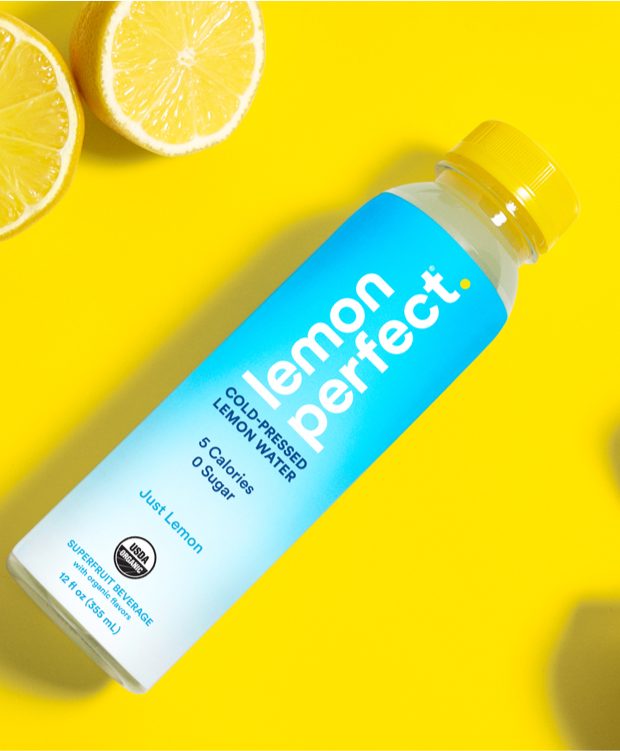 lemon
perfect®.
COLD-PRESSED
LEMON WATER
5 Calories
0 Sugar
Just Lemon
USDA
ORGANIC
SUPERFRUIT BEVERAGE
with organic flavors
12 fl oz (355 mL)